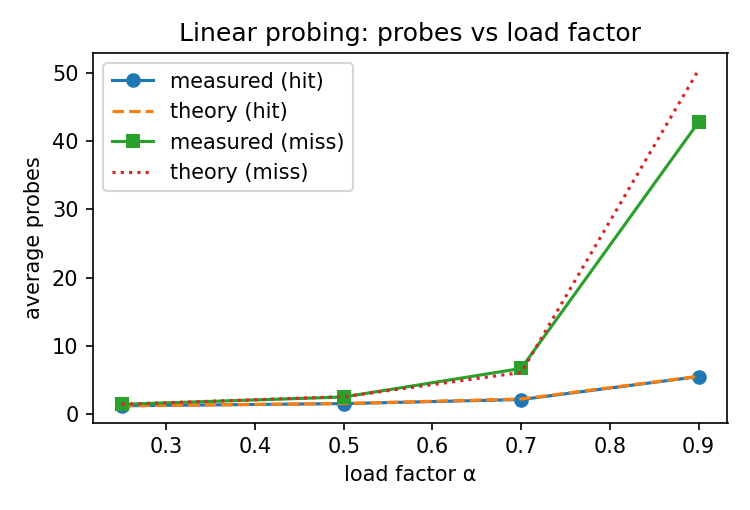 Linear probing: probes vs load factor
measured (hit)
theory (hit)
measured (miss)
theory (miss)
average probes
50
40
30
20
10
0
0.3 0.4 0.5 0.6 0.7 0.8 0.9
load factor α